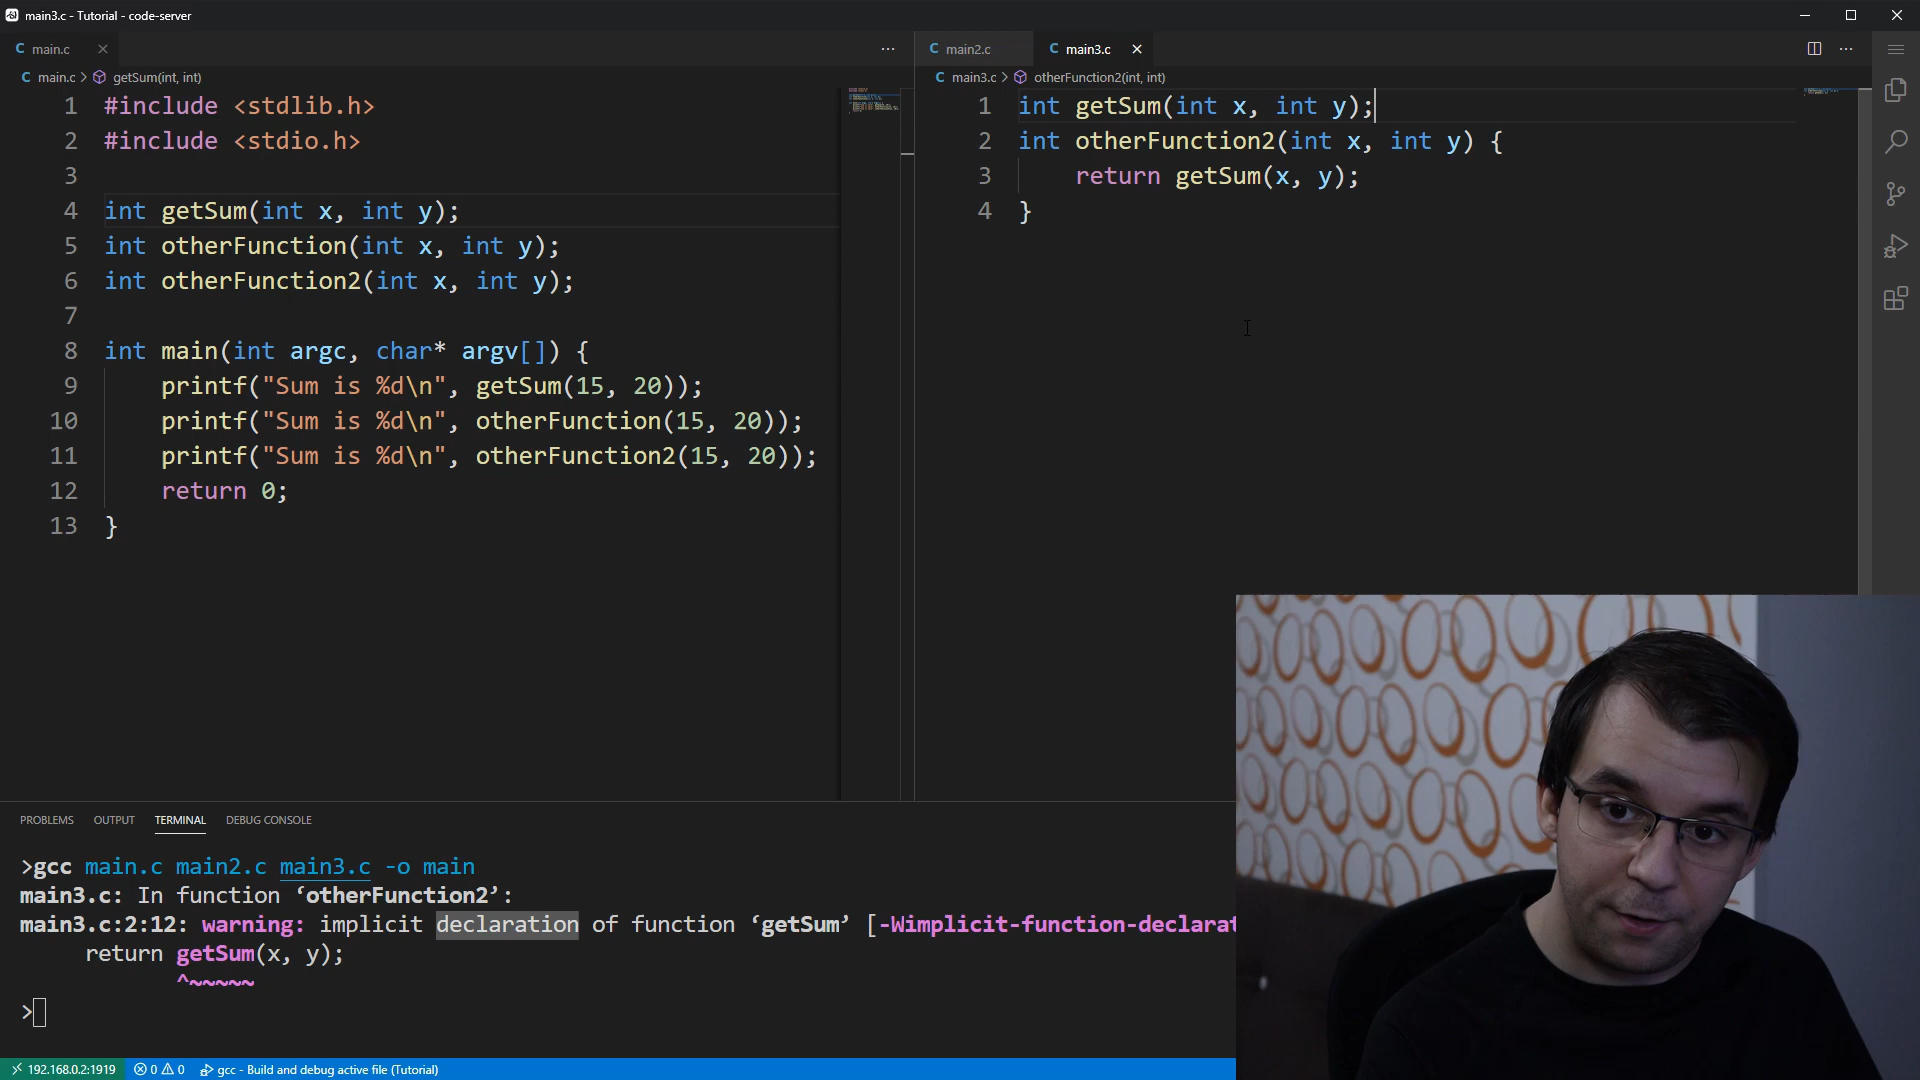 main3.c - Tutorial - code-server
main.c
main2.c
main3.c
main.c > getSum(int, int)
main3.c > otherFunction2(int, int)
1 #include <stdlib.h>
2 #include <stdio.h>
3
4 int getSum(int x, int y);
5 int otherFunction(int x, int y);
6 int otherFunction2(int x, int y);
7
8 int main(int argc, char* argv[]) {
9 printf("Sum is %d\n", getSum(15, 20));
10 printf("Sum is %d\n", otherFunction(15, 20));
11 printf("Sum is %d\n", otherFunction2(15, 20));
12 return 0;
13 }
1 int getSum(int x, int y);
2 int otherFunction2(int x, int y) {
3 return getSum(x, y);
4 }
PROBLEMS OUTPUT TERMINAL DEBUG CONSOLE
>gcc main.c main2.c main3.c -o main
main3.c: In function ‘otherFunction2’:
main3.c:2:12: warning: implicit declaration of function ‘getSum’ [-Wimplicit-function-declarat
return getSum(x, y);
^~~~~~
>
192.168.0.2:1919 0 0 gcc - Build and debug active file (Tutorial)